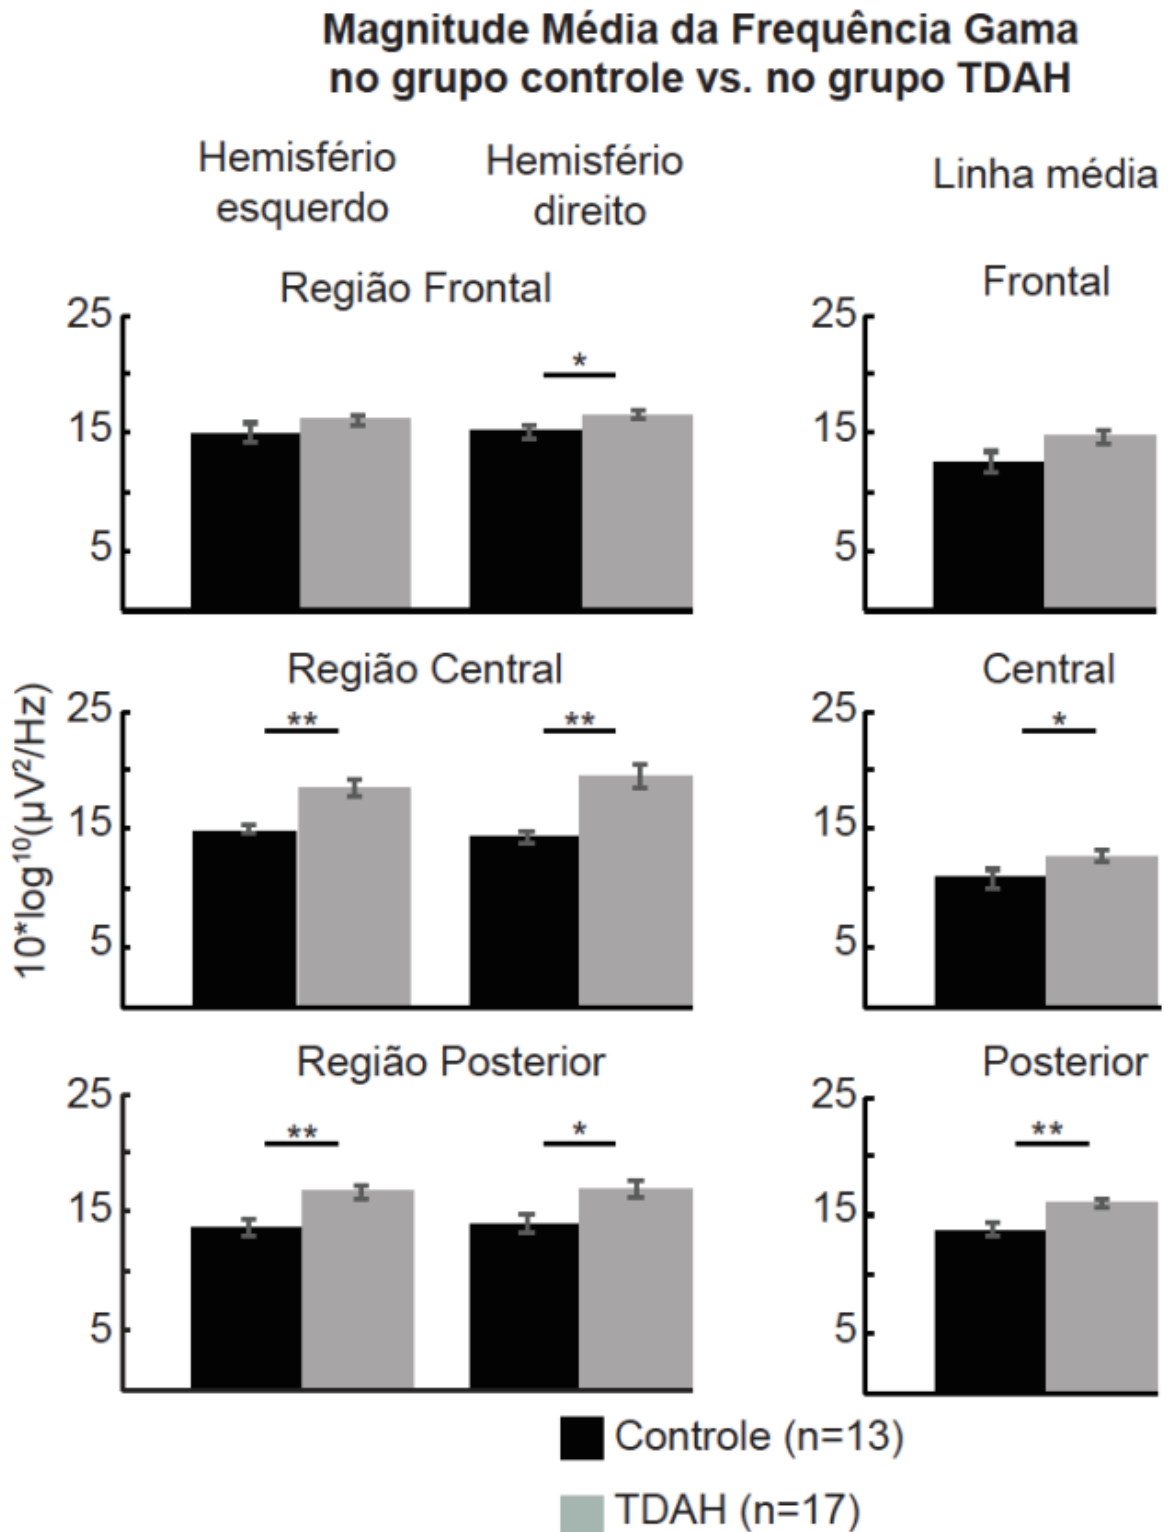 Magnitude Média da Frequência Gama
no grupo controle vs. no grupo TDAH
Hemisfério
esquerdo
Hemisfério
direito
Linha média
Região Frontal
Frontal
25
15
5
*
25
15
5
10*log¹⁰(µV²/Hz)
Região Central
Central
25
15
5
**
**
25
15
5
*
Região Posterior
Posterior
25
15
5
**
*
25
15
5
**
Controle (n=13)
TDAH (n=17)